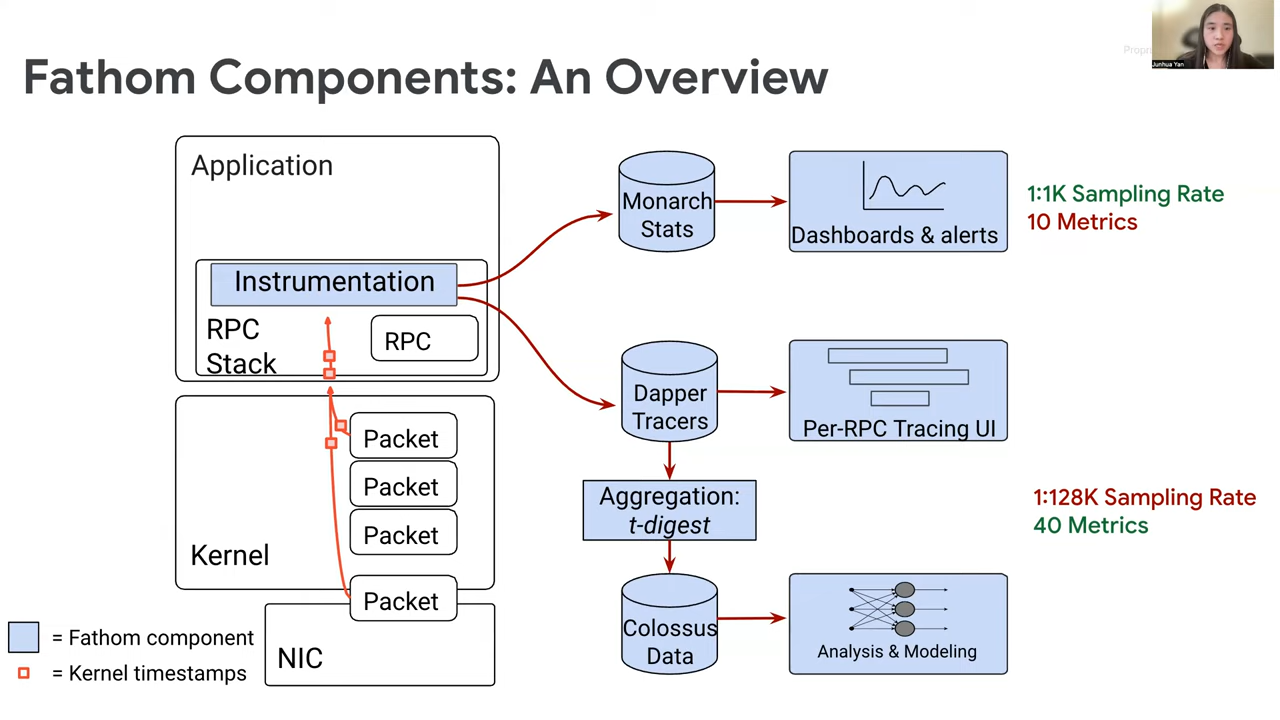 Fathom Components: An Overview
Junhua Yan
Application
Instrumentation
RPC
Stack
RPC
Kernel
Packet
Packet
Packet
Packet
NIC
= Fathom component
= Kernel timestamps
Monarch
Stats
Dashboards & alerts
1:1K Sampling Rate
10 Metrics
Dapper
Tracers
Per-RPC Tracing UI
Aggregation:
t-digest
1:128K Sampling Rate
40 Metrics
Colossus
Data
Analysis & Modeling